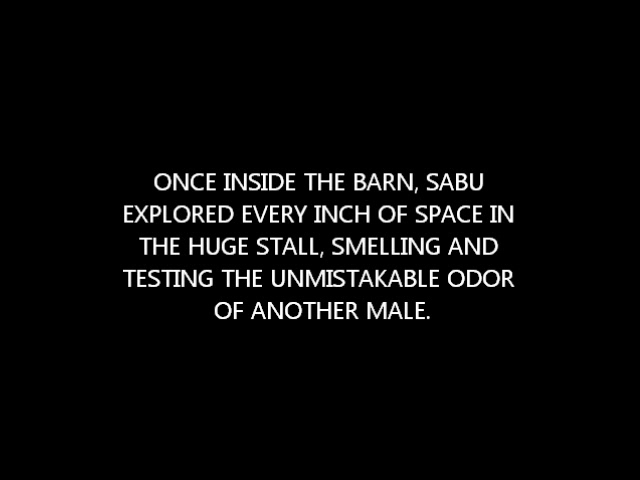 ONCE INSIDE THE BARN, SABU
EXPLORED EVERY INCH OF SPACE IN
THE HUGE STALL, SMELLING AND
TESTING THE UNMISTAKABLE ODOR
OF ANOTHER MALE.